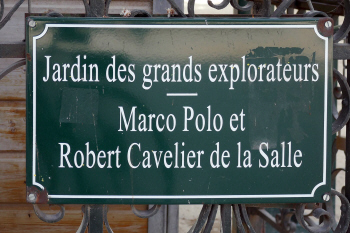 Jardin des grands explorateurs
Marco Polo et
Robert Cavelier de la Salle